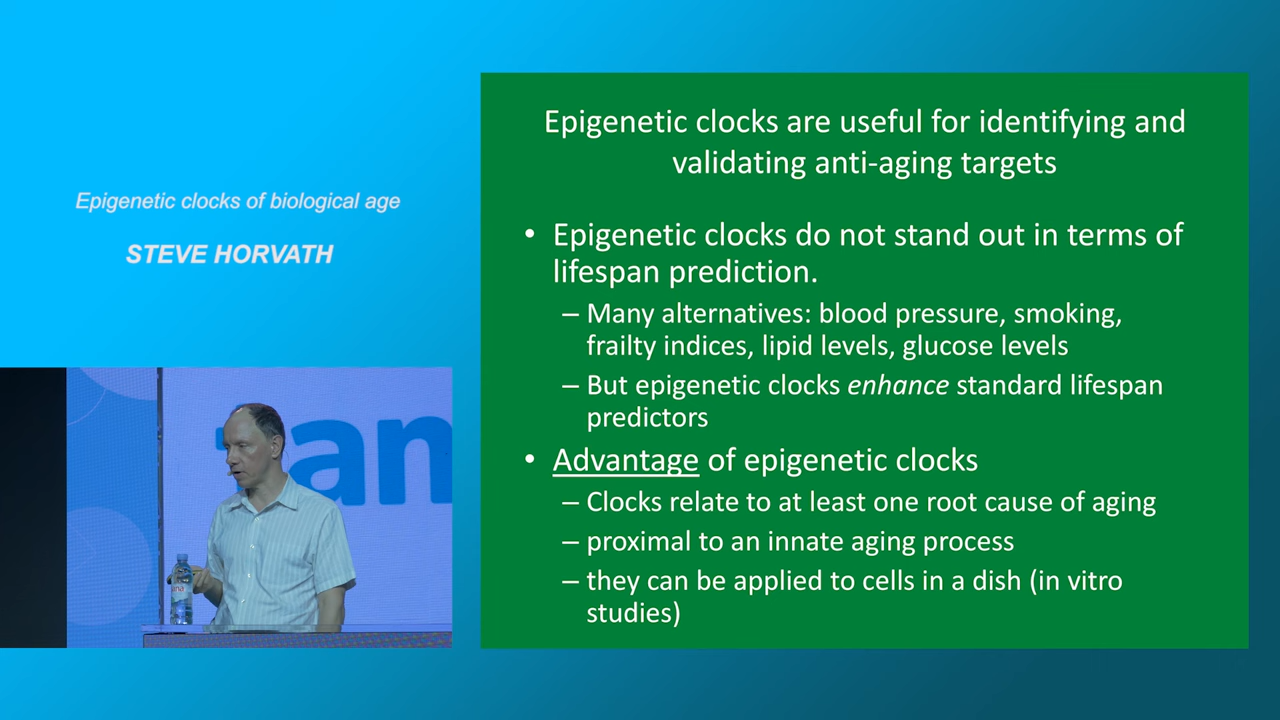 Epigenetic clocks of biological age
STEVE HORVATH
Epigenetic clocks are useful for identifying and
validating anti-aging targets
• Epigenetic clocks do not stand out in terms of
lifespan prediction.
– Many alternatives: blood pressure, smoking,
frailty indices, lipid levels, glucose levels
– But epigenetic clocks enhance standard lifespan
predictors
• Advantage of epigenetic clocks
– Clocks relate to at least one root cause of aging
– proximal to an innate aging process
– they can be applied to cells in a dish (in vitro
studies)